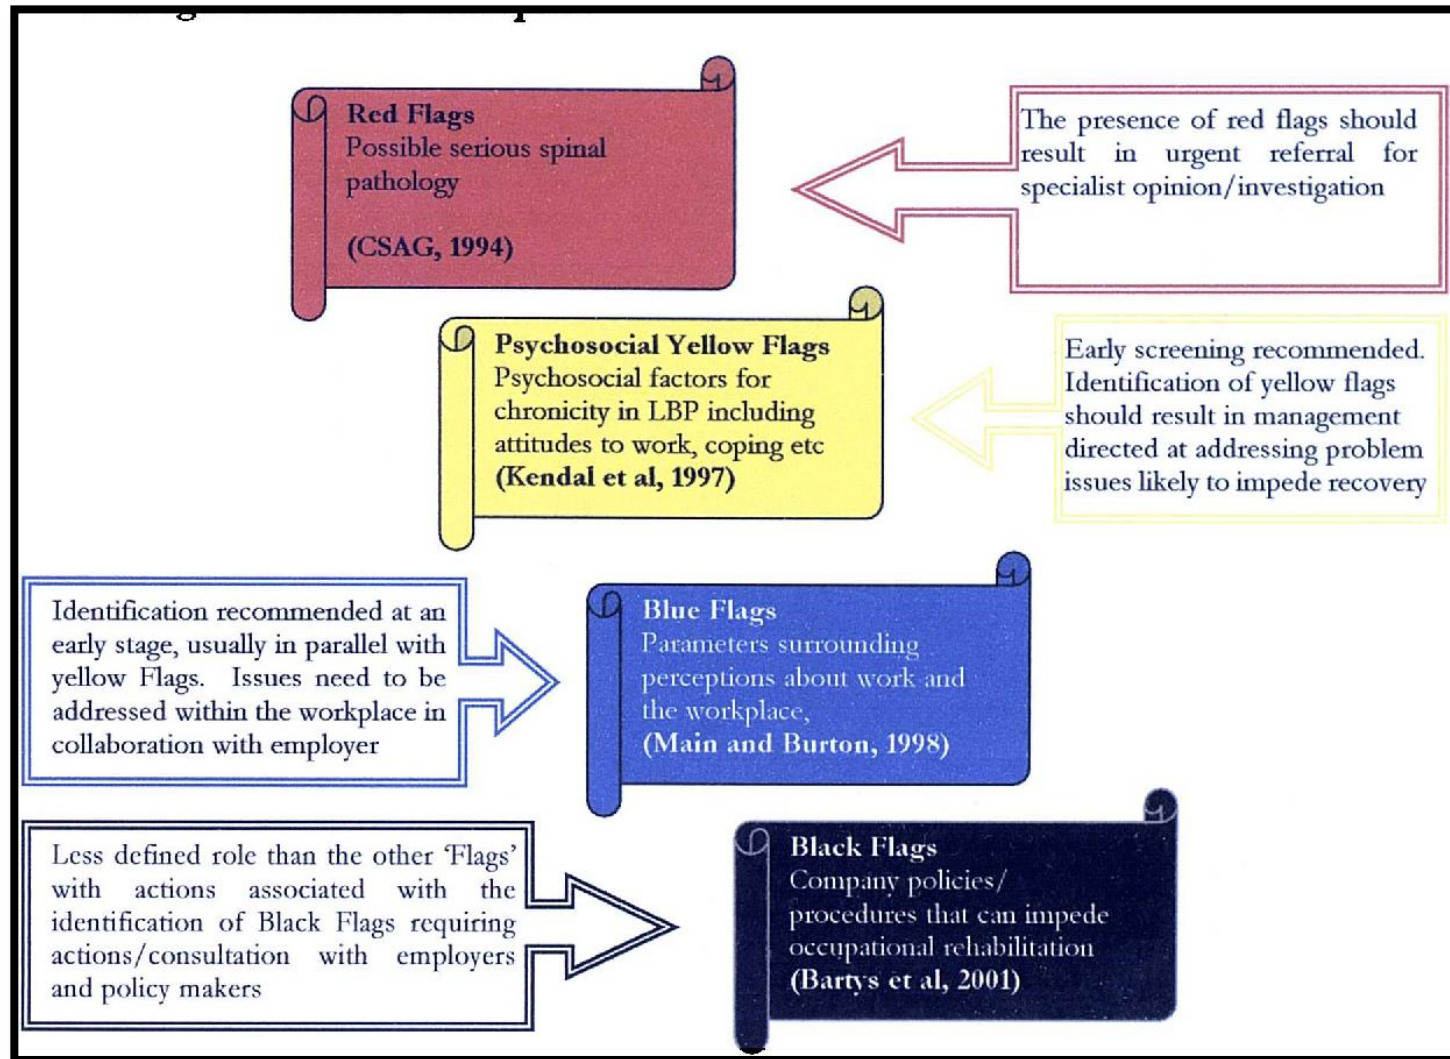 Red Flags
Possible serious spinal
pathology
(CSAG, 1994)
The presence of red flags should
result in urgent referral for
specialist opinion/investigation
Psychosocial Yellow Flags
Psychosocial factors for
chronicity in LBP including
attitudes to work, coping etc
(Kendal et al, 1997)
Early screening recommended.
Identification of yellow flags
should result in management
directed at addressing problem
issues likely to impede recovery
Identification recommended at an
early stage, usually in parallel with
yellow Flags. Issues need to be
addressed within the workplace in
collaboration with employer
Blue Flags
Parameters surrounding
perceptions about work and
the workplace,
(Main and Burton, 1998)
Less defined role than the other 'Flags'
with actions associated with the
identification of Black Flags requiring
actions/consultation with employers
and policy makers
Black Flags
Company policies/
procedures that can impede
occupational rehabilitation
(Bartys et al, 2001)